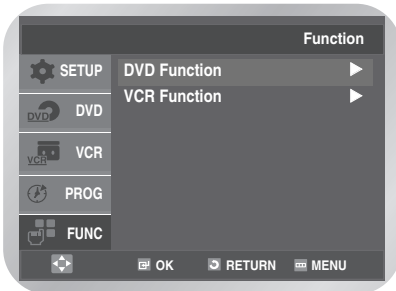 Function
SETUP
DVD Function
VCR Function
DVD DVD
VCR VCR
PROG
FUNC
OK RETURN MENU